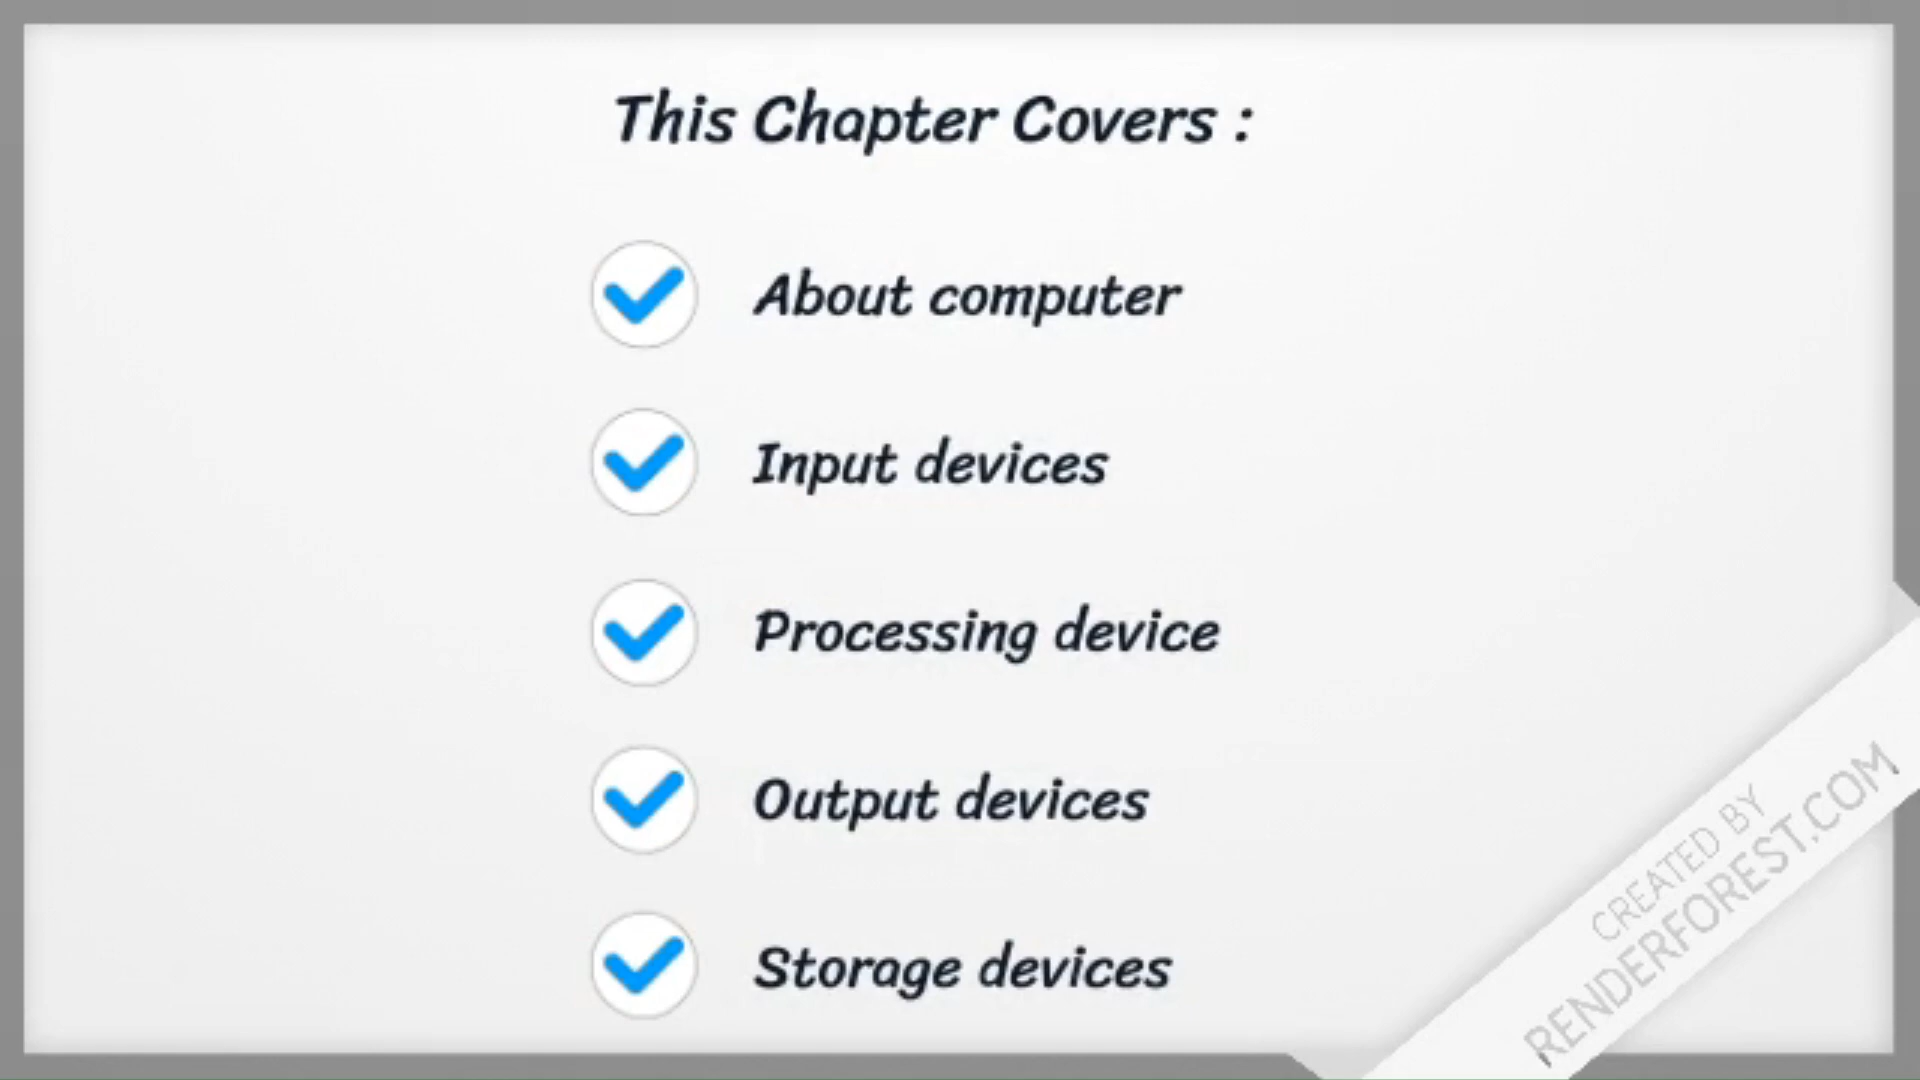 This Chapter Covers :
About computer
Input devices
Processing device
Output devices
Storage devices
CREATED BY
RENDERFOREST.COM